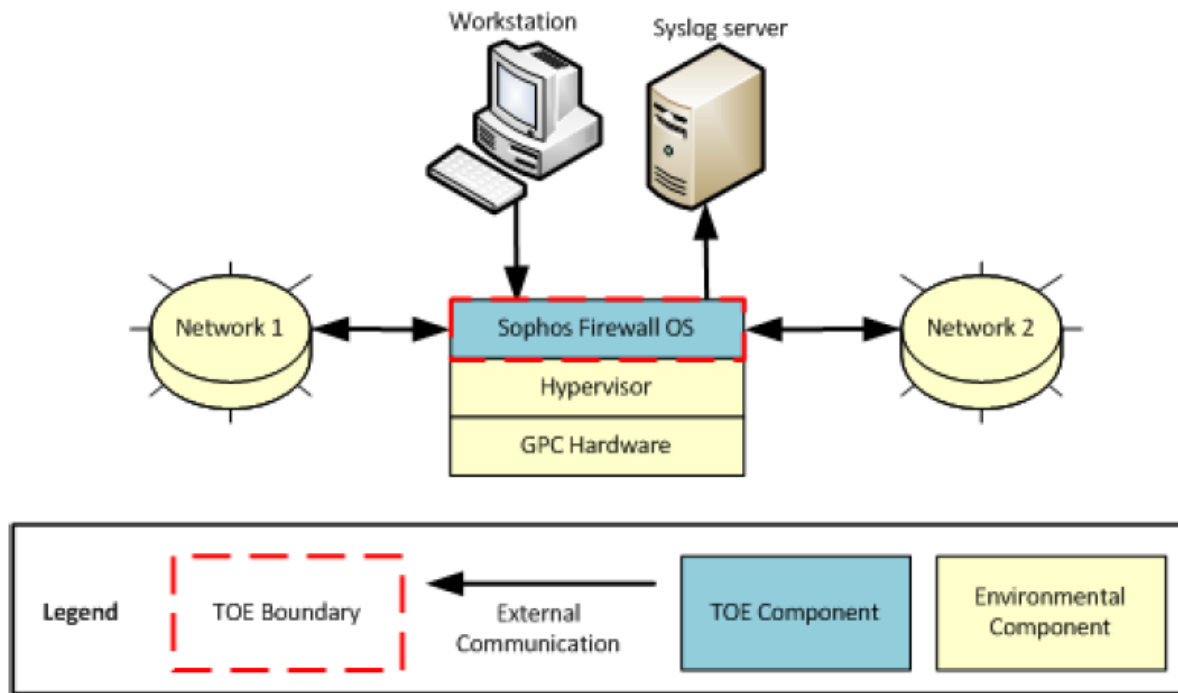 Workstation
Syslog server
Network 1
Sophos Firewall OS
Network 2
Hypervisor
GPC Hardware
Legend
TOE Boundary
External
Communication
TOE Component
Environmental
Component